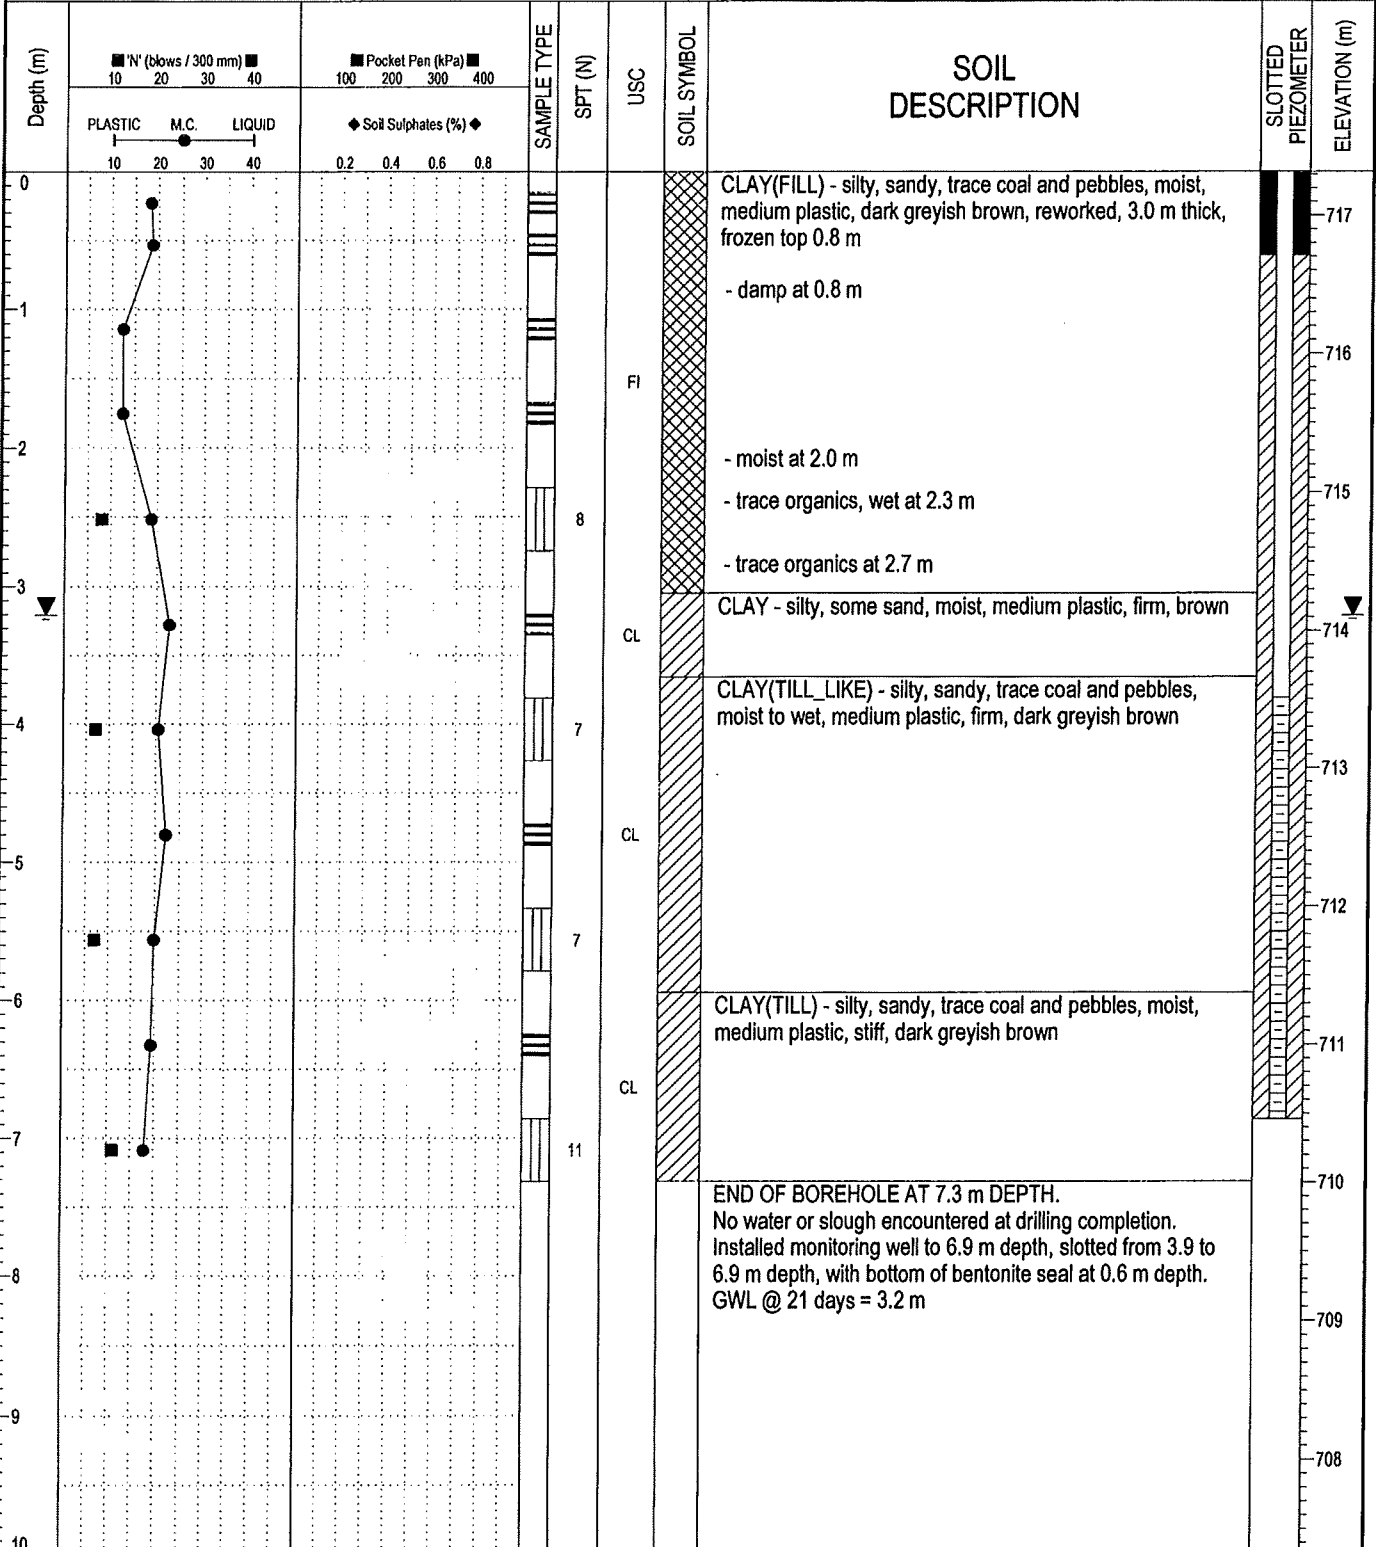 Depth (m)
■ 'N' (blows / 300 mm) ■
10 20 30 40
PLASTIC M.C. LIQUID
10 20 30 40
■ Pocket Pen (kPa) ■
100 200 300 400
◆ Soil Sulphates (%) ◆
0.2 0.4 0.6 0.8
SAMPLE TYPE
SPT (N)
USC
SOIL SYMBOL
SOIL
DESCRIPTION
SLOTTED
PIEZOMETER
ELEVATION (m)
0
CLAY(FILL) - silty, sandy, trace coal and pebbles, moist,
medium plastic, dark greyish brown, reworked, 3.0 m thick,
frozen top 0.8 m
717
- damp at 0.8 m
1
716
FI
2
- moist at 2.0 m
715
- trace organics, wet at 2.3 m
8
- trace organics at 2.7 m
3
CLAY - silty, some sand, moist, medium plastic, firm, brown
714
CL
CLAY(TILL_LIKE) - silty, sandy, trace coal and pebbles,
moist to wet, medium plastic, firm, dark greyish brown
4
7
713
CL
5
712
7
6
CLAY(TILL) - silty, sandy, trace coal and pebbles, moist,
medium plastic, stiff, dark greyish brown
711
CL
7
11
710
END OF BOREHOLE AT 7.3 m DEPTH.
No water or slough encountered at drilling completion.
Installed monitoring well to 6.9 m depth, slotted from 3.9 to
6.9 m depth, with bottom of bentonite seal at 0.6 m depth.
GWL @ 21 days = 3.2 m
8
709
9
708
10